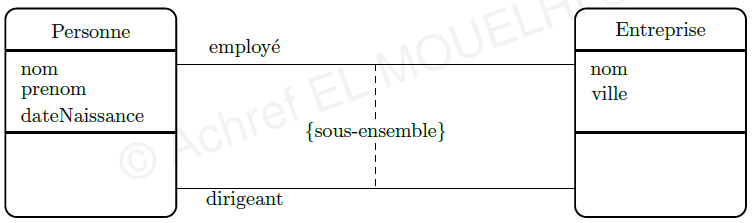 Personne
nom
prenom
dateNaissance
employé
{sous-ensemble}
dirigeant
Entreprise
nom
ville
© Achref EL MOUELHI ©